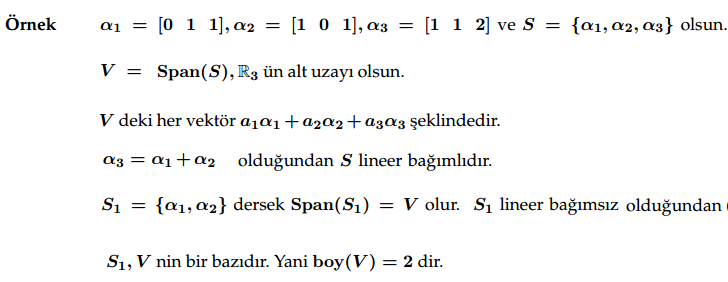 Örnek α₁ = [0 1 1], α₂ = [1 0 1], α₃ = [1 1 2] ve S = {α₁, α₂, α₃} olsun.
V = Span(S), ℝ₃ ün alt uzayı olsun.
V deki her vektör a₁α₁ + a₂α₂ + a₃α₃ şeklindedir.
α₃ = α₁ + α₂ olduğundan S lineer bağımlıdır.
S₁ = {α₁, α₂} dersek Span(S₁) = V olur. S₁ lineer bağımsız olduğundan
S₁, V nin bir bazıdır. Yani boy(V) = 2 dir.